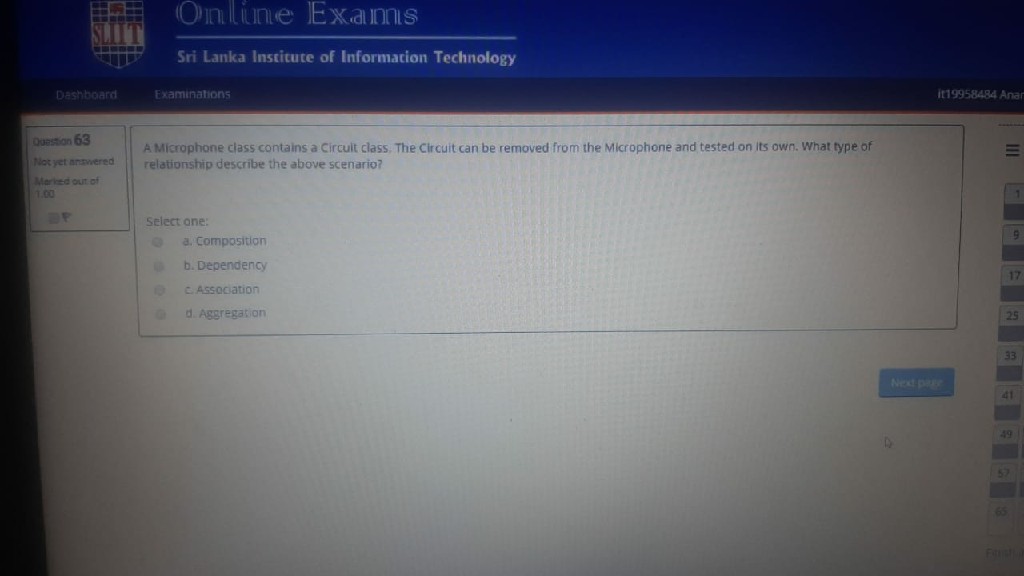 SLIIT
Online Exams
Sri Lanka Institute of Information Technology
Dashboard
Examinations
it19958484 Anar
Question 63
Not yet answered
Marked out of
1.00
A Microphone class contains a Circuit class. The Circuit can be removed from the Microphone and tested on its own. What type of
relationship describe the above scenario?
Select one:
a. Composition
b. Dependency
c. Association
d. Aggregation
Next page
1
9
17
25
33
41
49
57
65